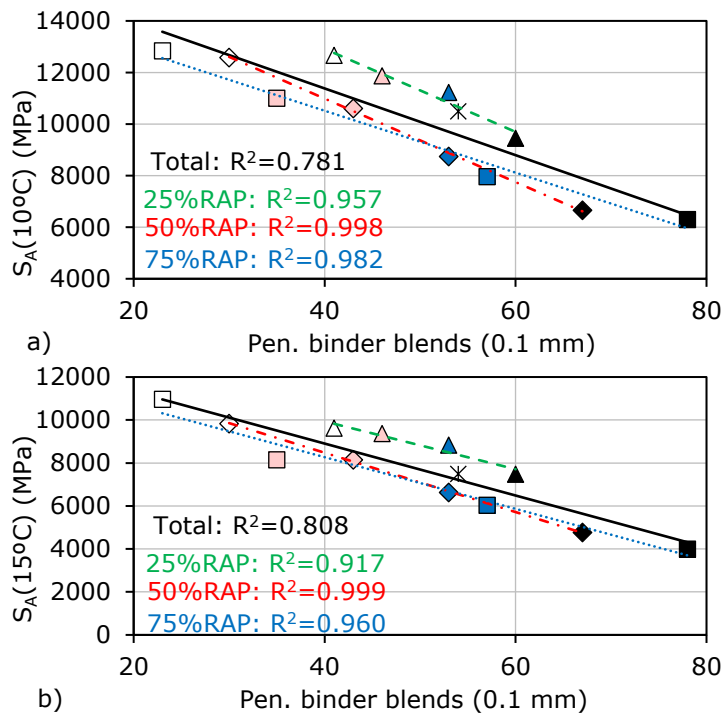 14000
12000
10000
8000
6000
4000
S_A(10ºC) (MPa)
Total: R²=0.781
25%RAP: R²=0.957
50%RAP: R²=0.998
75%RAP: R²=0.982
20 40 60 80
a) Pen. binder blends (0.1 mm)
12000
10000
8000
6000
4000
2000
0
S_A(15ºC) (MPa)
Total: R²=0.808
25%RAP: R²=0.917
50%RAP: R²=0.999
75%RAP: R²=0.960
20 40 60 80
b) Pen. binder blends (0.1 mm)